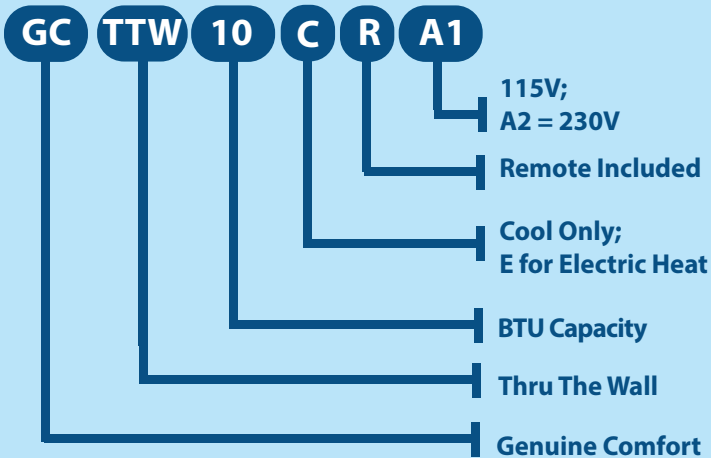 GC TTW 10 C R A1
115V;
A2 = 230V
Remote Included
Cool Only;
E for Electric Heat
BTU Capacity
Thru The Wall
Genuine Comfort